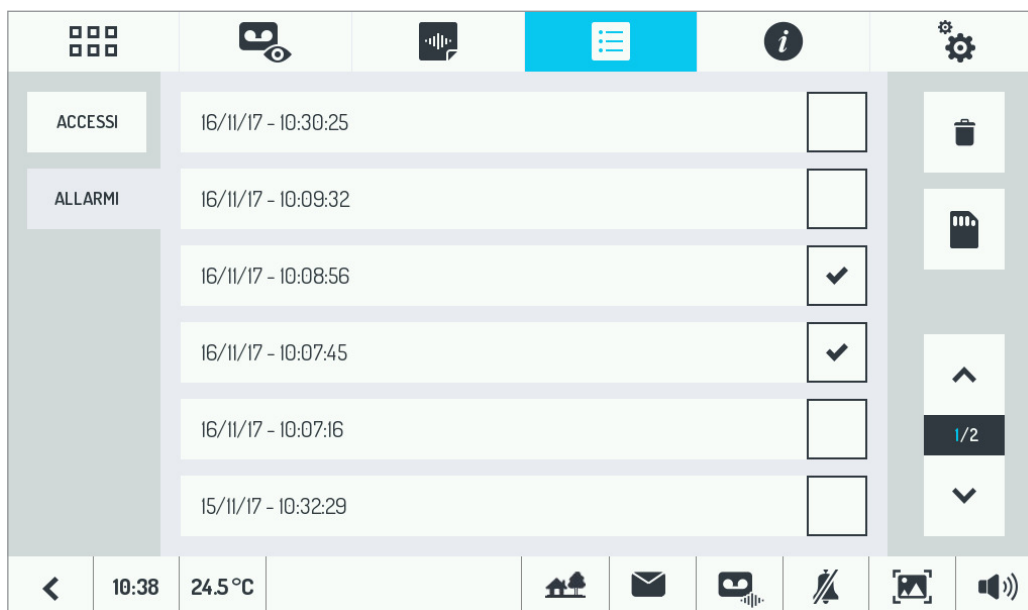 ACCESSI
16/11/17 - 10:30:25
ALLARMI
16/11/17 - 10:09:32
16/11/17 - 10:08:56
16/11/17 - 10:07:45
16/11/17 - 10:07:16
1/2
15/11/17 - 10:32:29
10:38
24.5 °C